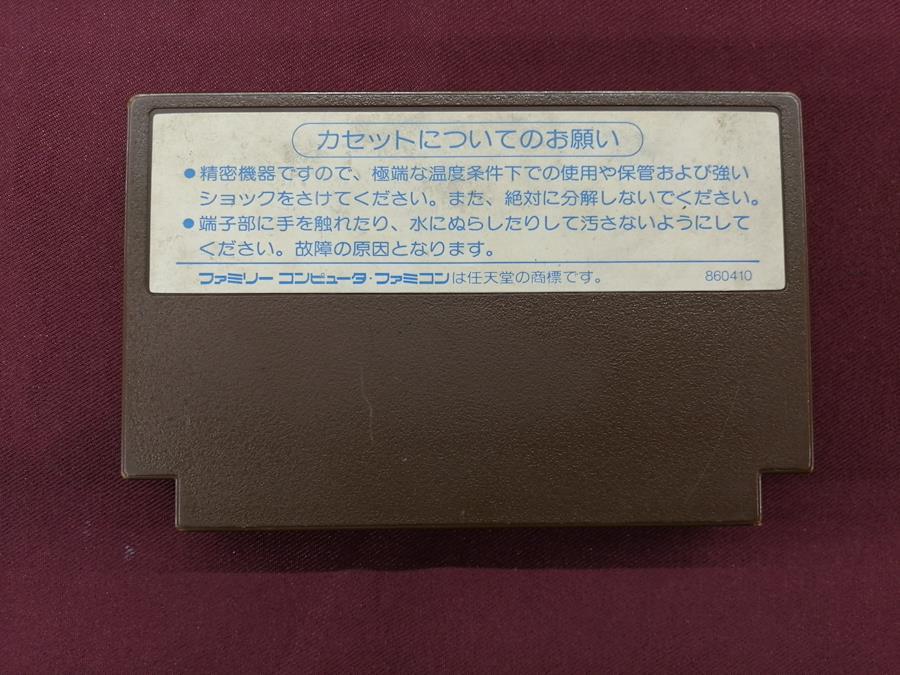 カセットについてのお願い
●精密機器ですので、極端な温度条件下での使用や保管および強い
ショックをさけてください。また、絶対に分解しないでください。
●端子部に手を触れたり、水にぬらしたりして汚さないようにして
ください。故障の原因となります。
ファミリー コンピュータ・ファミコンは任天堂の商標です。 860410